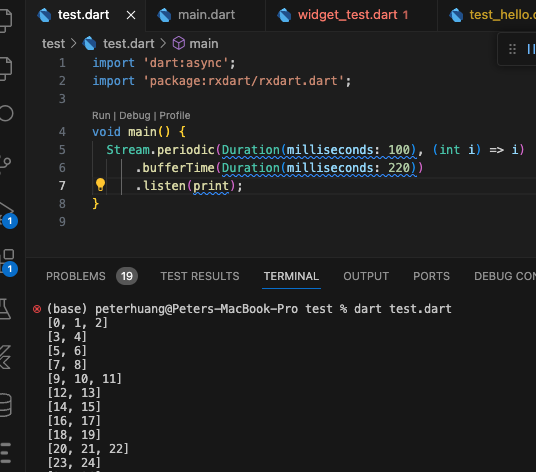 test.dart
main.dart
widget_test.dart 1
test_hello.
test > test.dart > main
1 import 'dart:async';
2 import 'package:rxdart/rxdart.dart';
3
Run | Debug | Profile
4 void main() {
5 Stream.periodic(Duration(milliseconds: 100), (int i) => i)
6 .bufferTime(Duration(milliseconds: 220))
7 .listen(print);
8 }
9
1
1
PROBLEMS 19 TEST RESULTS TERMINAL OUTPUT PORTS DEBUG CON
(base) peterhuang@Peters-MacBook-Pro test % dart test.dart
[0, 1, 2]
[3, 4]
[5, 6]
[7, 8]
[9, 10, 11]
[12, 13]
[14, 15]
[16, 17]
[18, 19]
[20, 21, 22]
[23, 24]